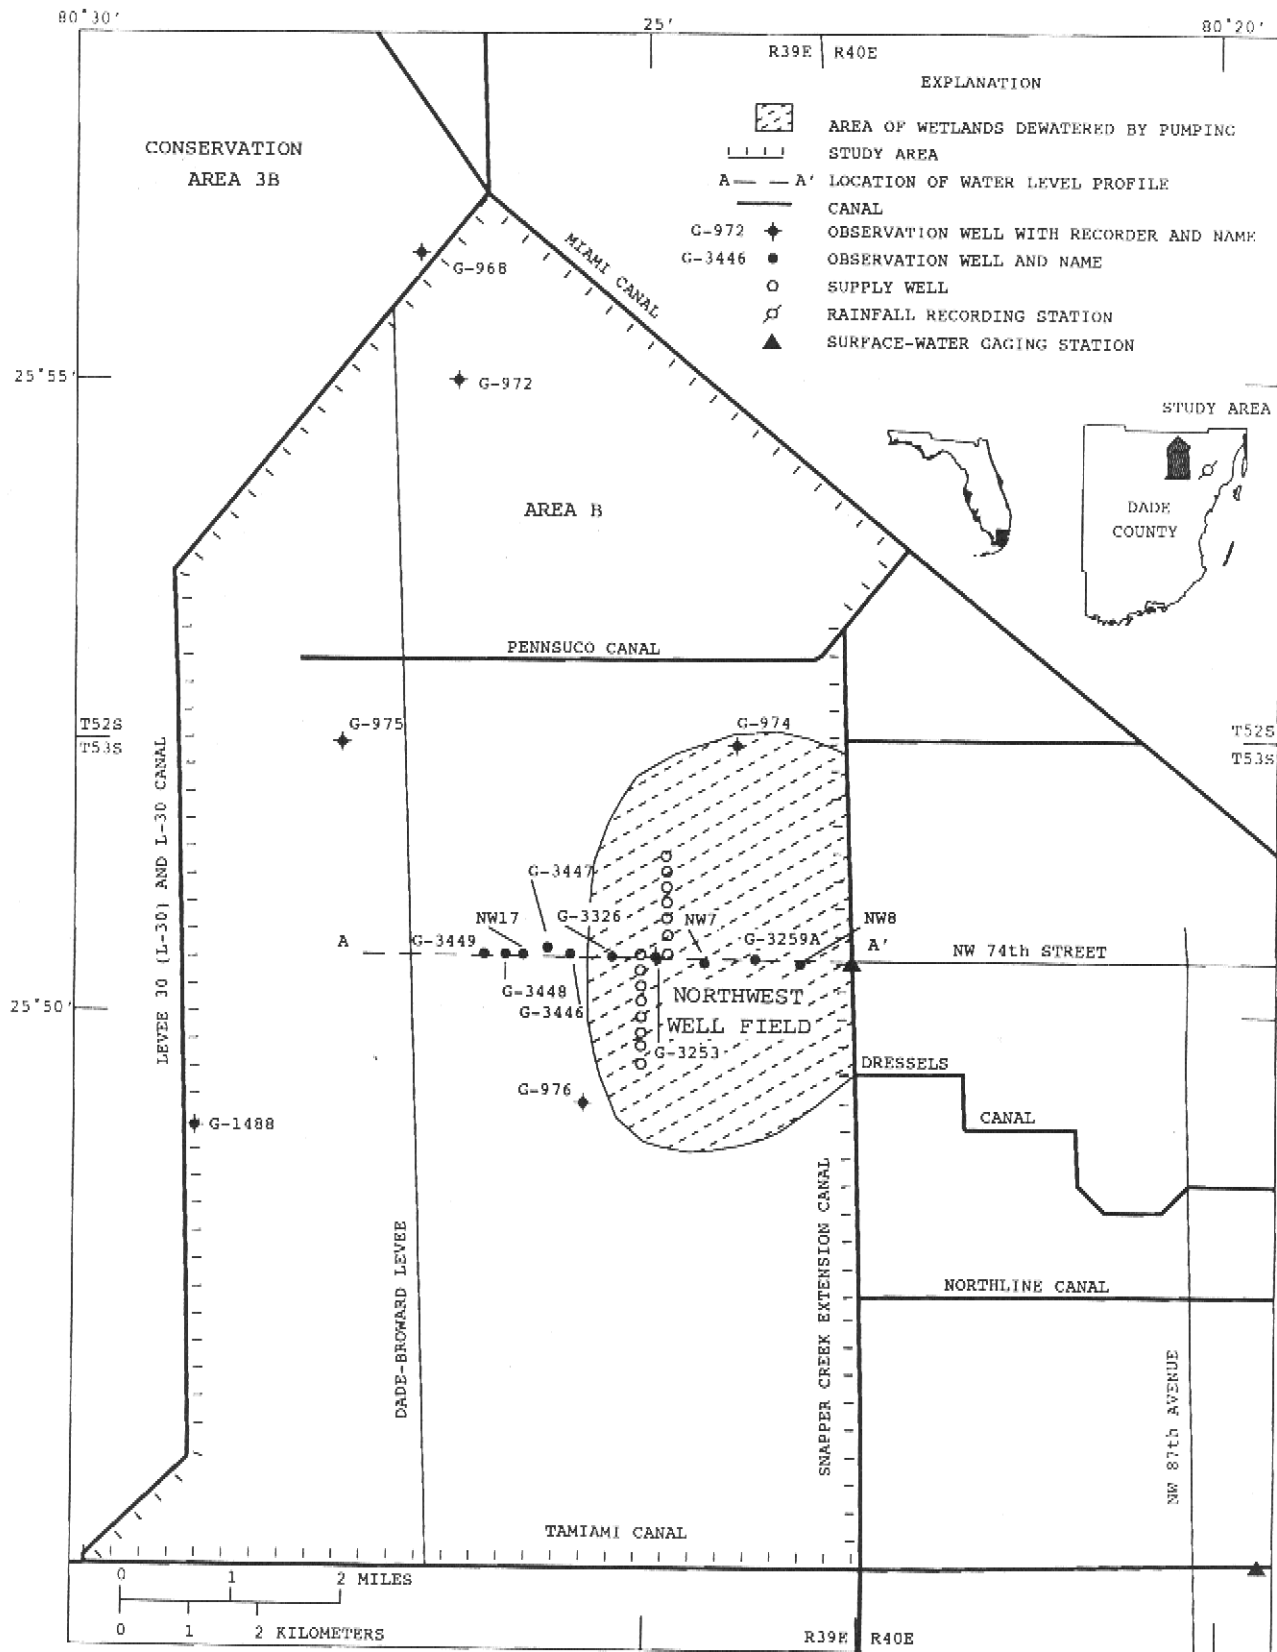 80°30'
25'
80°20'
R39E
R40E
EXPLANATION
AREA OF WETLANDS DEWATERED BY PUMPING
STUDY AREA
A — — A' LOCATION OF WATER LEVEL PROFILE
CANAL
G-972 OBSERVATION WELL WITH RECORDER AND NAME
G-3446 OBSERVATION WELL AND NAME
SUPPLY WELL
RAINFALL RECORDING STATION
SURFACE-WATER GAGING STATION
CONSERVATION
AREA 3B
G-968
MIAMI CANAL
25°55'
G-972
STUDY AREA
DADE
COUNTY
AREA B
PENNSUCO CANAL
T52S
T53S
G-975
G-974
T52S
T53S
LEVEE 30 (L-30) AND L-30 CANAL
G-3447
NW17
G-3326
NW7
NW8
A
G-3449
G-3259A
A'
NW 74th STREET
G-3448
G-3446
NORTHWEST
WELL FIELD
25°50'
G-3253
DRESSELS
G-976
CANAL
G-1488
SNAPPER CREEK EXTENSION CANAL
DADE-BROWARD LEVEE
NORTHLINE CANAL
NW 87th AVENUE
TAMIAMI CANAL
0 1 2 MILES
0 1 2 KILOMETERS
R39E
R40E